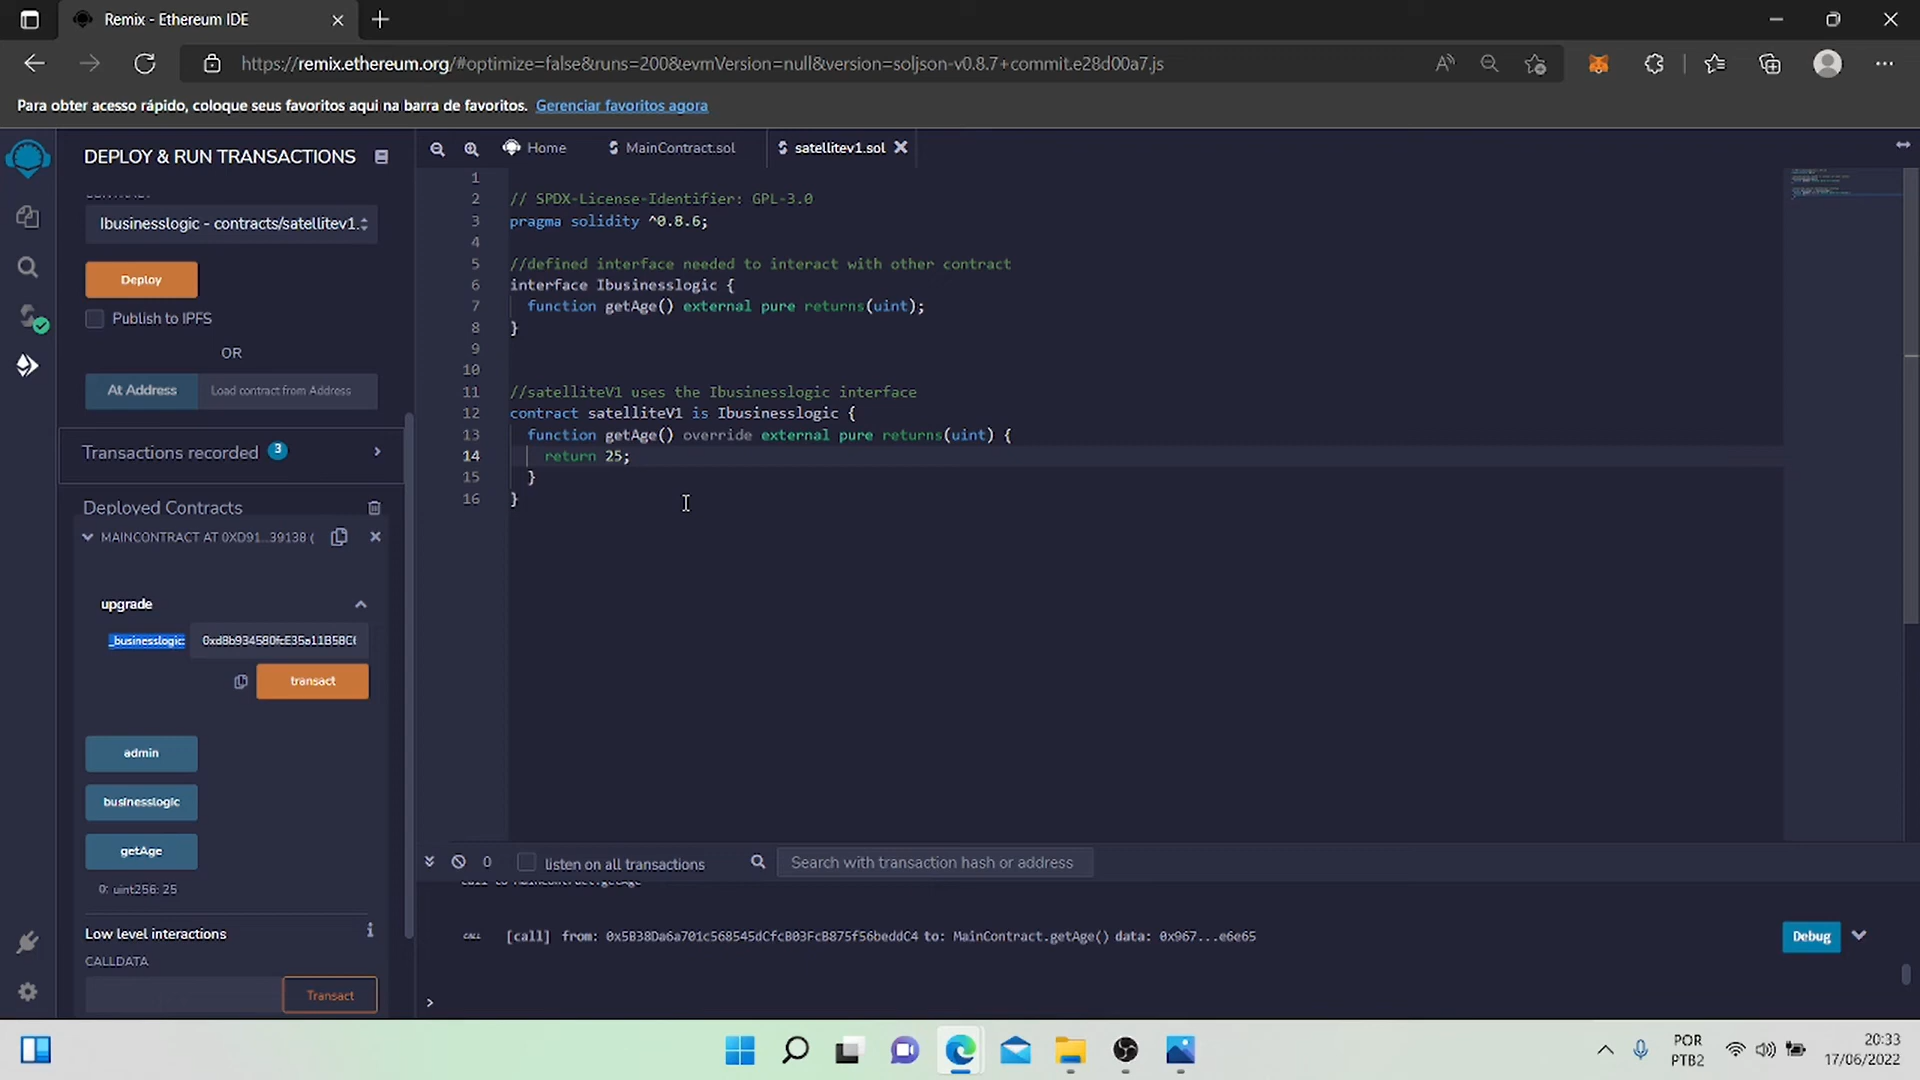 Remix - Ethereum IDE
https://remix.ethereum.org/#optimize=false&runs=200&evmVersion=null&version=soljson-v0.8.7+commit.e28d00a7.js
Para obter acesso rápido, coloque seus favoritos aqui na barra de favoritos. Gerenciar favoritos agora
DEPLOY & RUN TRANSACTIONS
Ibusinesslogic - contracts/satellitev1.
Deploy
Publish to IPFS
OR
At Address Load contract from Address
Transactions recorded 3
Deployed Contracts
MAINCONTRACT AT 0XD91...39138 (
upgrade
_businesslogic: 0xd8b934580fcE35a11B58C6
transact
admin
businesslogic
getAge
0: uint256: 25
Low level interactions
CALLDATA
Transact
Home MainContract.sol satellitev1.sol
1
2 // SPDX-License-Identifier: GPL-3.0
3 pragma solidity ^0.8.6;
4
5 //defined interface needed to interact with other contract
6 interface Ibusinesslogic {
7 function getAge() external pure returns(uint);
8 }
9
10
11 //satelliteV1 uses the Ibusinesslogic interface
12 contract satelliteV1 is Ibusinesslogic {
13 function getAge() override external pure returns(uint) {
14 return 25;
15 }
16 }
0 listen on all transactions Search with transaction hash or address
call to MainContract.getAge
CALL [call] from: 0x5B38Da6a701c568545dCfcB03FcB875f56beddC4 to: MainContract.getAge() data: 0x967...e6e65
Debug
>
POR
PTB2
20:33
17/06/2022